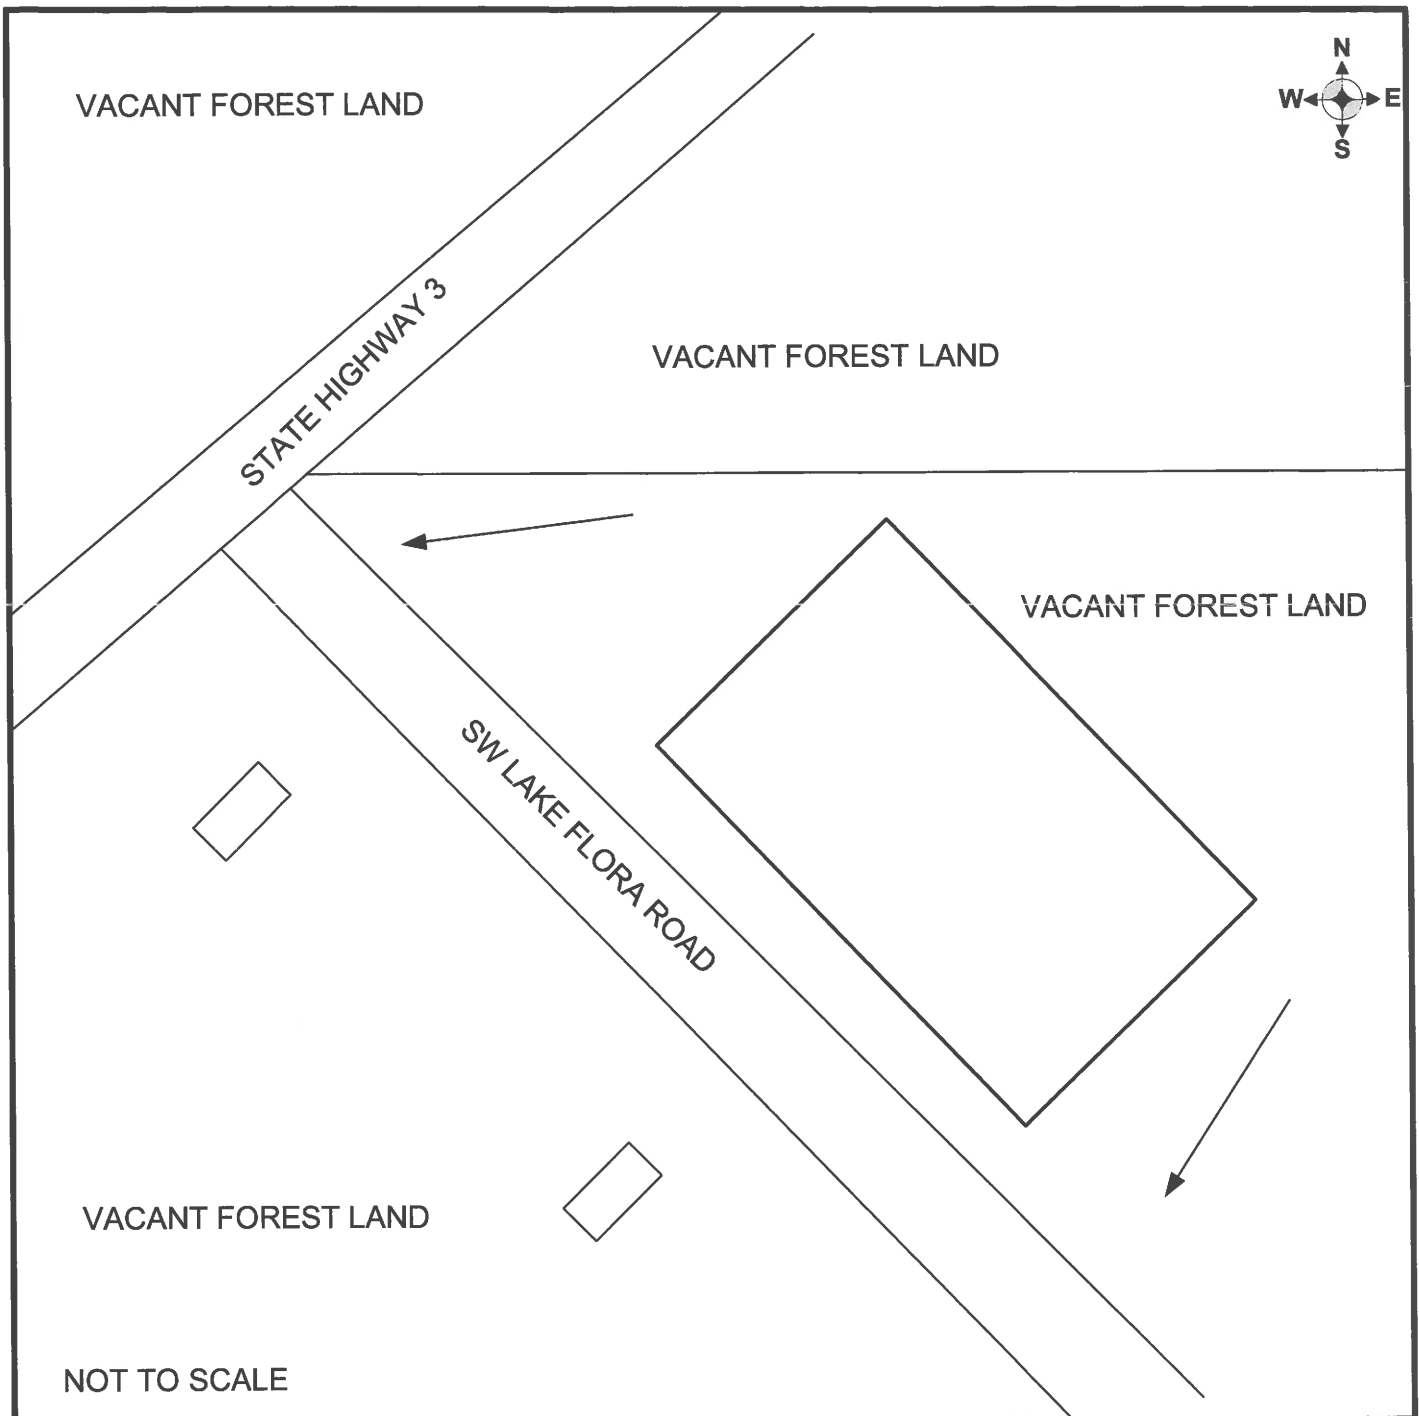 N
VACANT FOREST LAND
W E
S
STATE HIGHWAY 3
VACANT FOREST LAND
VACANT FOREST LAND
SW LAKE FLORA ROAD
VACANT FOREST LAND
NOT TO SCALE